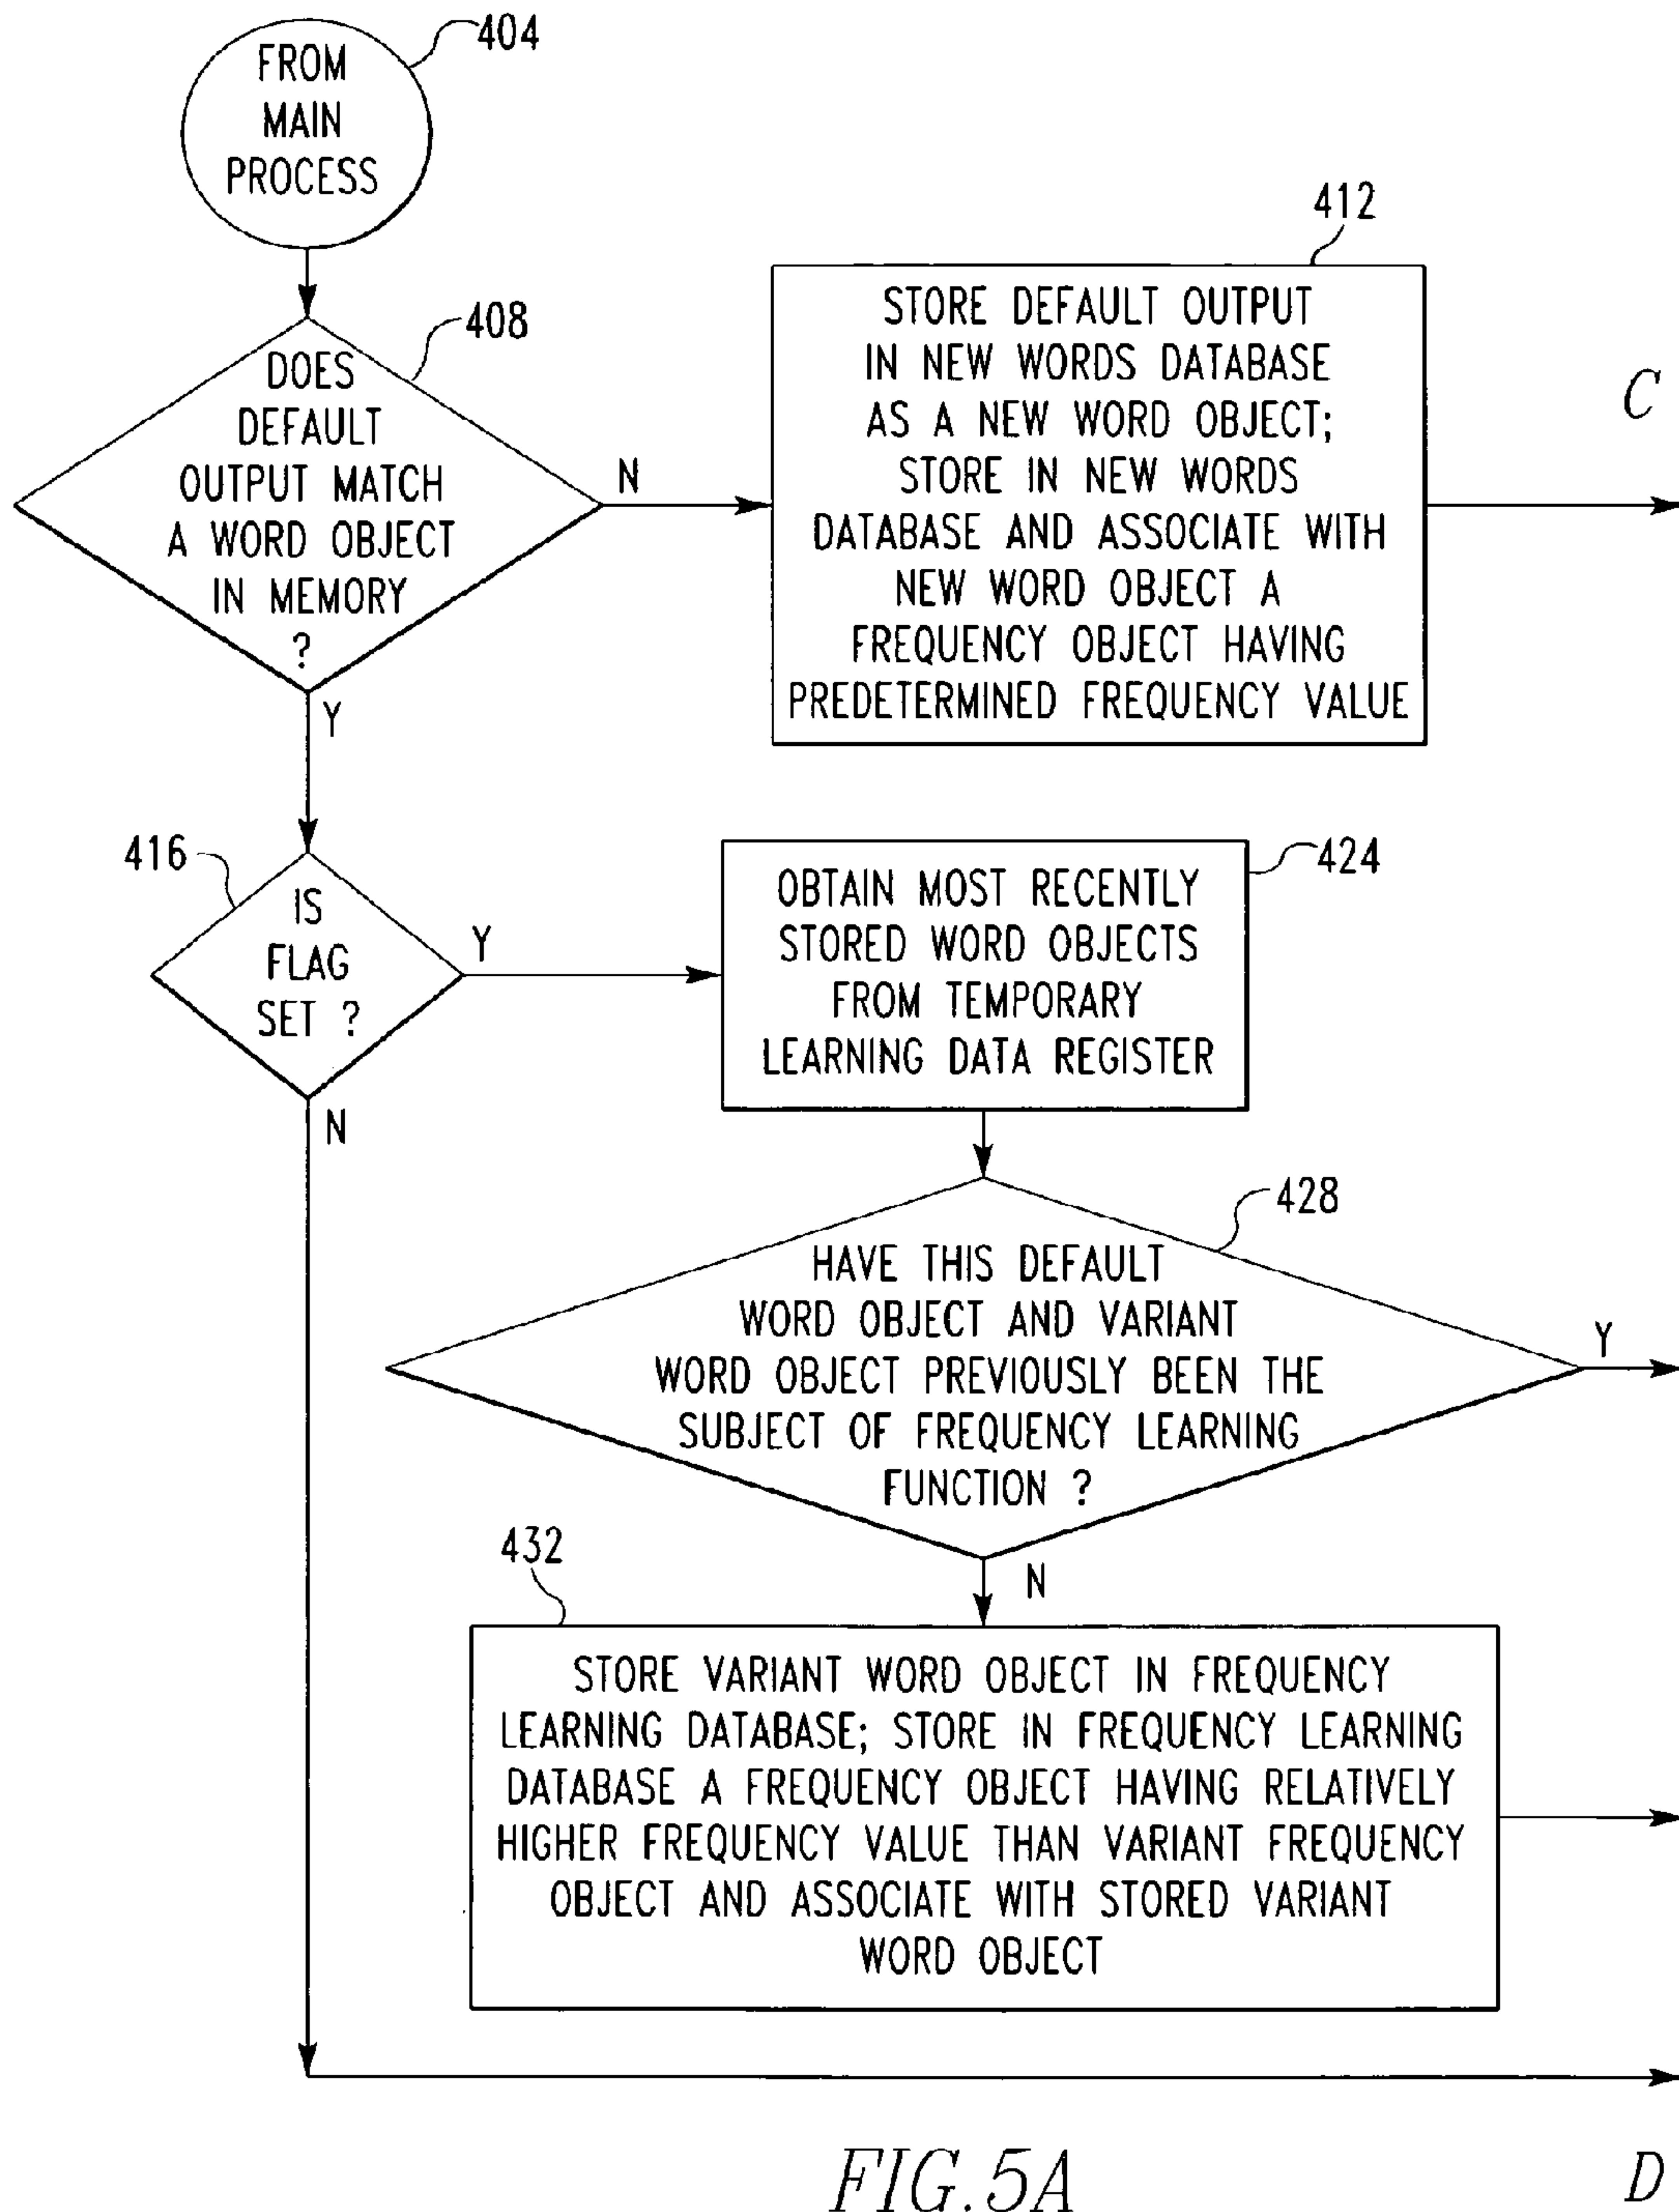 404
FROM
MAIN
PROCESS
408
DOES
DEFAULT
OUTPUT MATCH
A WORD OBJECT
IN MEMORY
?
N
Y
412
STORE DEFAULT OUTPUT
IN NEW WORDS DATABASE
AS A NEW WORD OBJECT;
STORE IN NEW WORDS
DATABASE AND ASSOCIATE WITH
NEW WORD OBJECT A
FREQUENCY OBJECT HAVING
PREDETERMINED FREQUENCY VALUE
C
416
IS
FLAG
SET ?
Y
N
424
OBTAIN MOST RECENTLY
STORED WORD OBJECTS
FROM TEMPORARY
LEARNING DATA REGISTER
428
HAVE THIS DEFAULT
WORD OBJECT AND VARIANT
WORD OBJECT PREVIOUSLY BEEN THE
SUBJECT OF FREQUENCY LEARNING
FUNCTION ?
Y
N
432
STORE VARIANT WORD OBJECT IN FREQUENCY
LEARNING DATABASE; STORE IN FREQUENCY LEARNING
DATABASE A FREQUENCY OBJECT HAVING RELATIVELY
HIGHER FREQUENCY VALUE THAN VARIANT FREQUENCY
OBJECT AND ASSOCIATE WITH STORED VARIANT
WORD OBJECT
FIG.5A
D